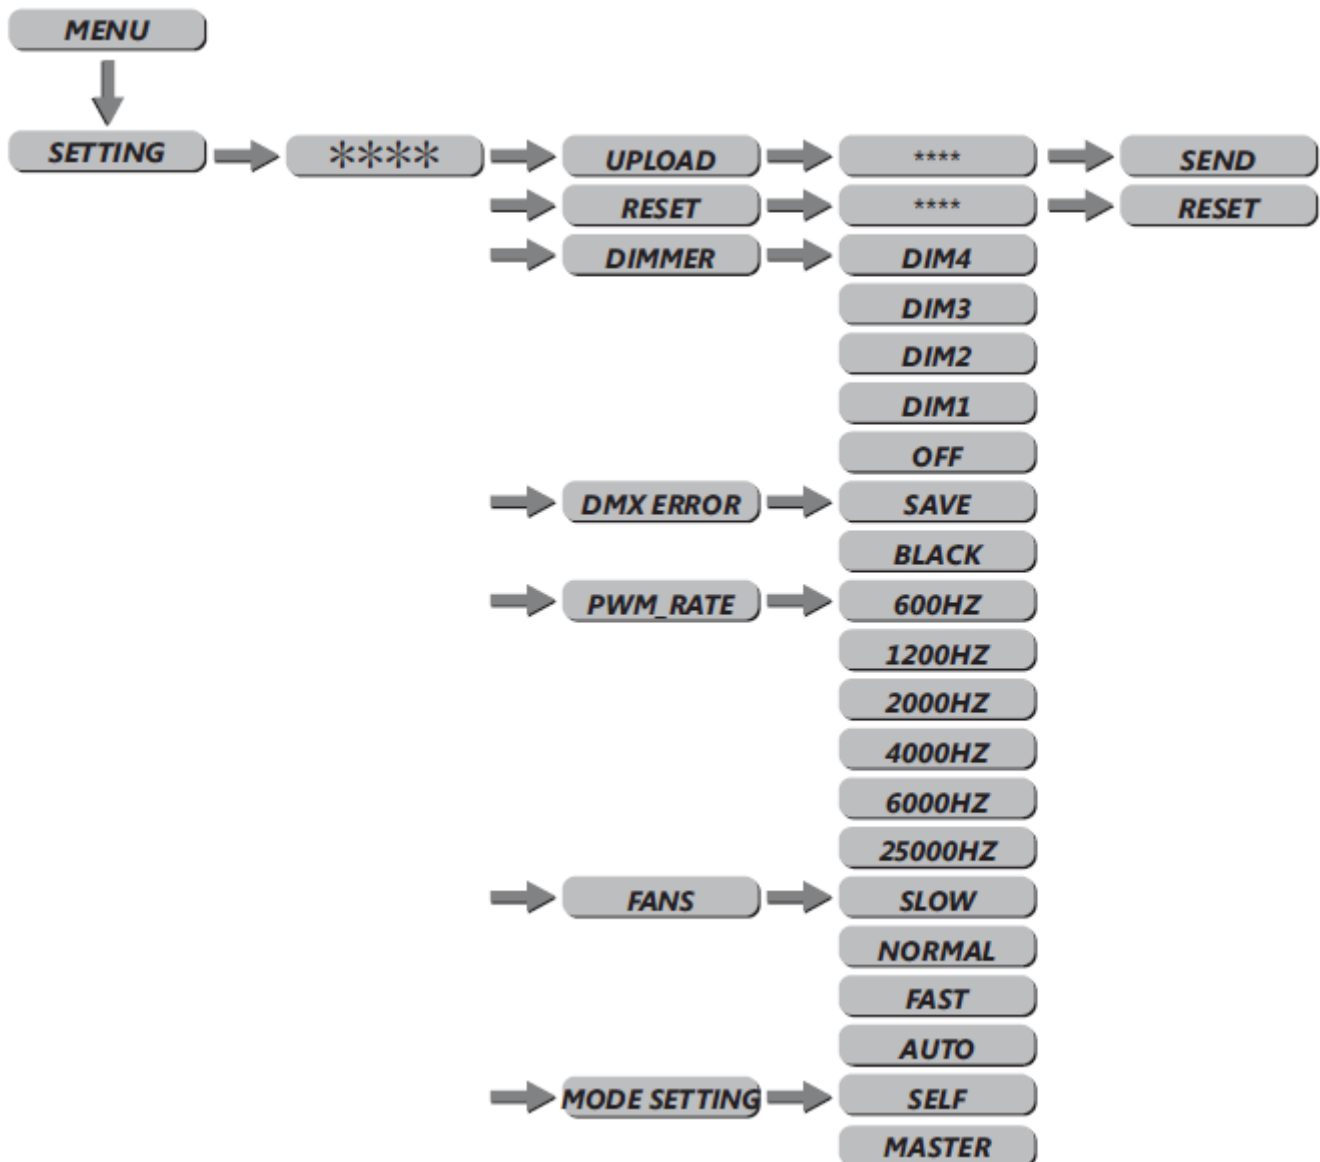 MENU
SETTING **** UPLOAD **** SEND
RESET **** RESET
DIMMER DIM4
DIM3
DIM2
DIM1
OFF
DMX ERROR SAVE
BLACK
PWM_RATE 600HZ
1200HZ
2000HZ
4000HZ
6000HZ
25000HZ
FANS SLOW
NORMAL
FAST
AUTO
MODE SETTING SELF
MASTER